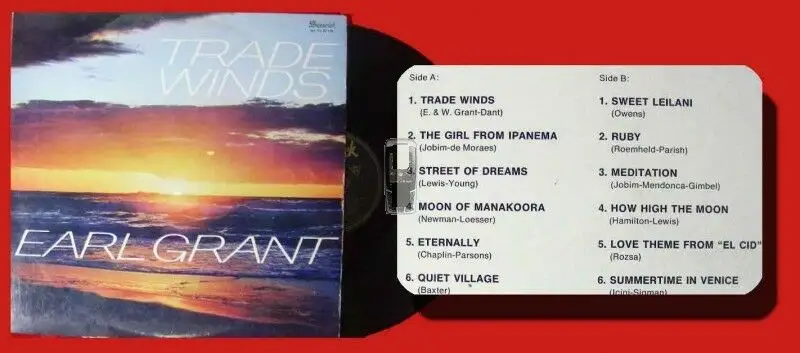 Brunswick
TRADE
WINDS
EARL GRANT
Side A:
1. TRADE WINDS
(E. & W. Grant-Dant)
2. THE GIRL FROM IPANEMA
(Jobim-de Moraes)
3. STREET OF DREAMS
(Lewis-Young)
4. MOON OF MANAKOORA
(Newman-Loesser)
5. ETERNALLY
(Chaplin-Parsons)
6. QUIET VILLAGE
(Baxter)
Side B:
1. SWEET LEILANI
(Owens)
2. RUBY
(Roemheld-Parish)
3. MEDITATION
(Jobim-Mendonca-Gimbel)
4. HOW HIGH THE MOON
(Hamilton-Lewis)
5. LOVE THEME FROM "EL CID"
(Rozsa)
6. SUMMERTIME IN VENICE
(Icini-Sigman)